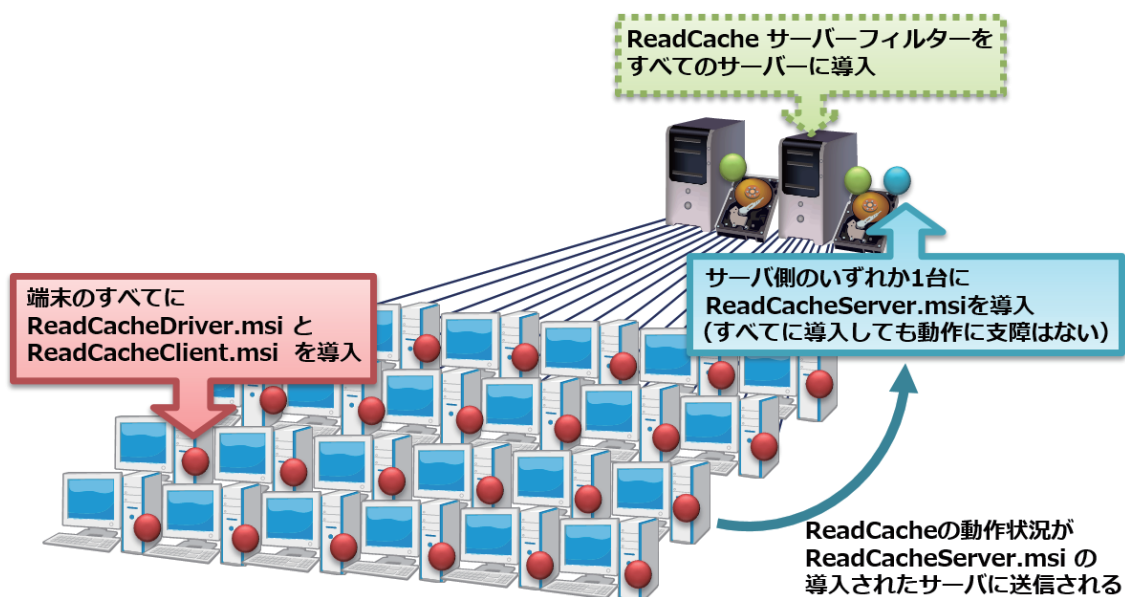 ReadCache サーバーフィルターを
すべてのサーバーに導入
端末のすべてに
ReadCacheDriver.msi と
ReadCacheClient.msi を導入
サーバ側のいずれか1台に
ReadCacheServer.msiを導入
(すべてに導入しても動作に支障はない)
ReadCacheの動作状況が
ReadCacheServer.msi の
導入されたサーバに送信される